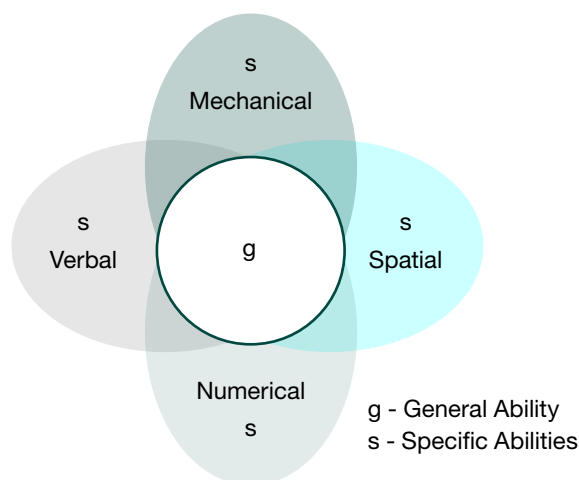 s
Mechanical
s
Verbal
g
s
Spatial
Numerical
s
g - General Ability
s - Specific Abilities